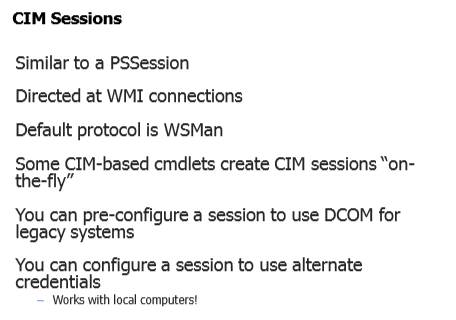 CIM Sessions
Similar to a PSSession
Directed at WMI connections
Default protocol is WSMan
Some CIM-based cmdlets create CIM sessions “on-
the-fly”
You can pre-configure a session to use DCOM for
legacy systems
You can configure a session to use alternate
credentials
– Works with local computers!